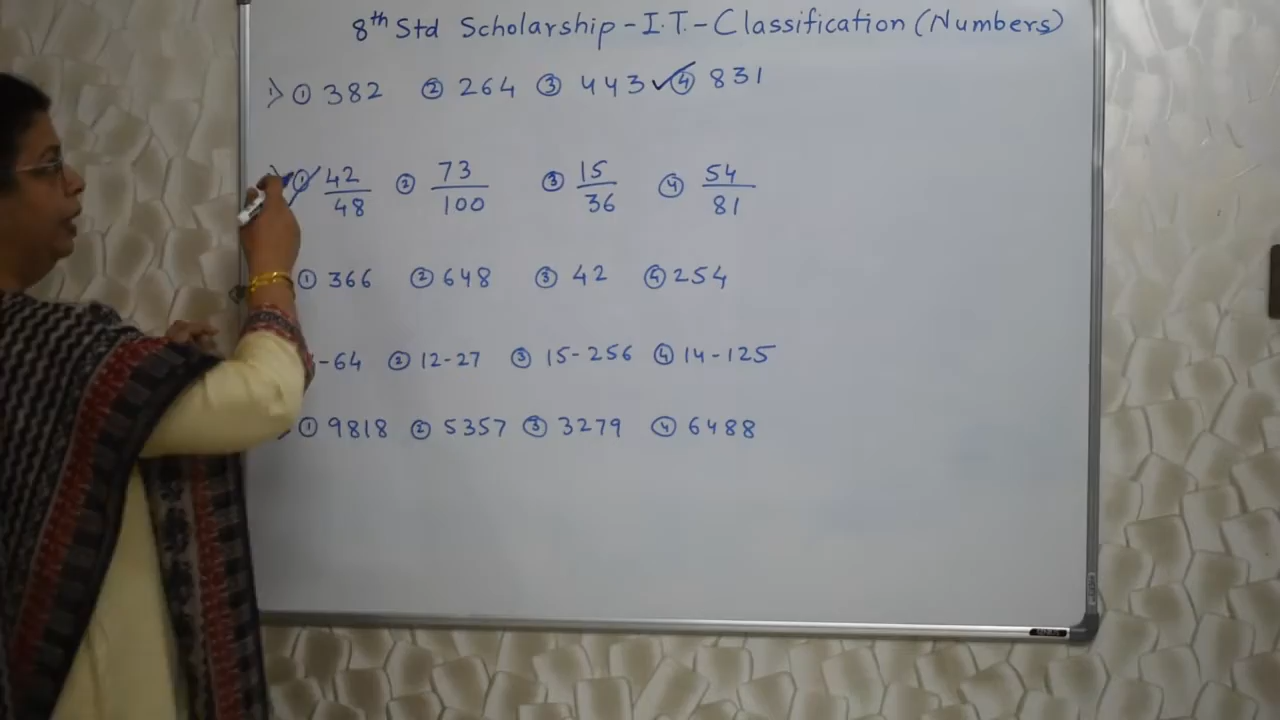 8th Std Scholarship - I.T. - Classification (Numbers)
1) ① 382 ② 264 ③ 443 ✓④ 831
① 42/48 ② 73/100 ③ 15/36 ④ 54/81
① 366 ② 648 ③ 42 ④ 254
-64 ② 12-27 ③ 15-256 ④ 14-125
① 9818 ② 5357 ③ 3279 ④ 6488